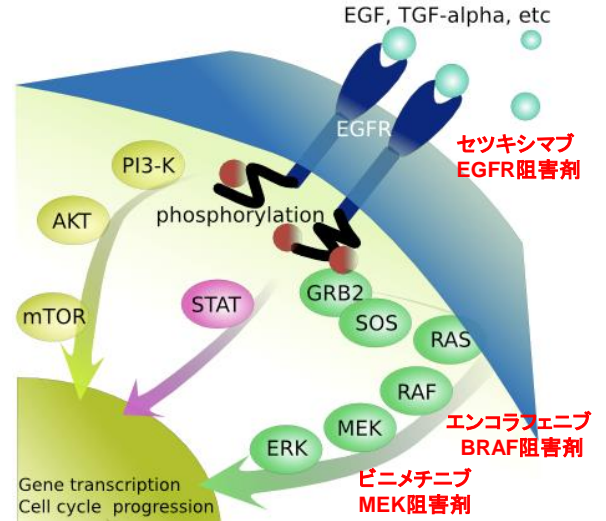 EGF, TGF-alpha, etc
EGFR
セツキシマブ
EGFR阻害剤
PI3-K
phosphorylation
AKT
mTOR
STAT
GRB2
SOS
RAS
RAF
エンコラフェニブ
BRAF阻害剤
MEK
ERK
ビニメチニブ
MEK阻害剤
Gene transcription
Cell cycle progression